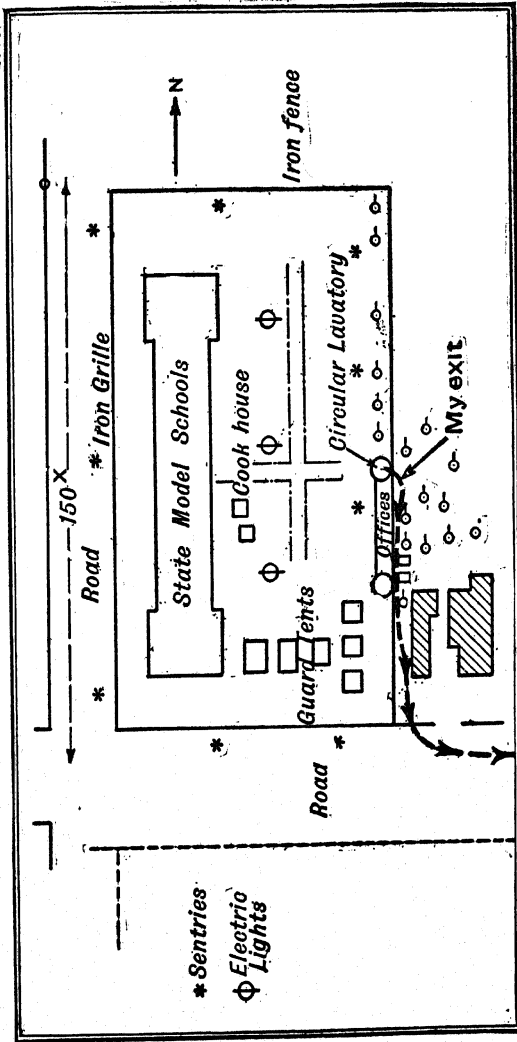 N
Iron fence
150 x
Road
Iron Grille
State Model Schools
Cook house
Circular Lavatory
My exit
Offices
Guard Tents
Road
* Sentries
Electric
Lights